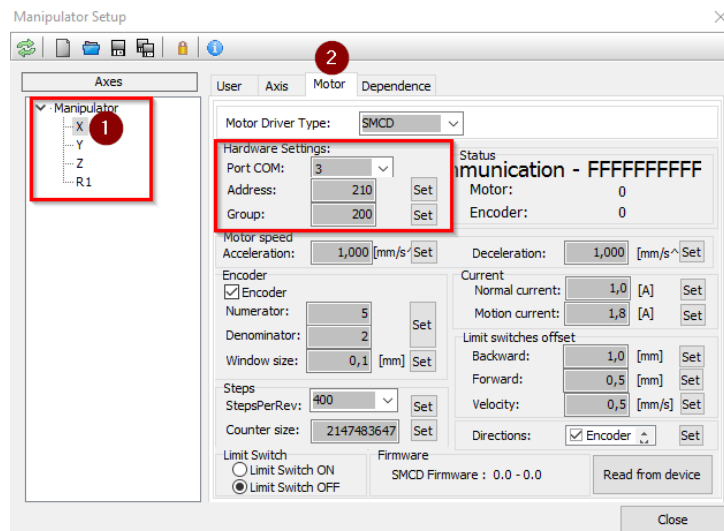 Manipulator Setup
2
Axes
User Axis Motor Dependence
Manipulator
X 1
Y
Z
R1
Motor Driver Type: SMCD
Hardware Settings:
Port COM: 3
Address: 210 Set
Group: 200 Set
Status
mmunication - FFFFFFFFFF
Motor: 0
Encoder: 0
Motor speed
Acceleration: 1,000 [mm/s^ Set
Deceleration: 1,000 [mm/s^ Set
Encoder
Encoder
Numerator: 5
Denominator: 2
Set
Window size: 0,1 [mm] Set
Current
Normal current: 1,0 [A] Set
Motion current: 1,8 [A] Set
Limit switches offset
Backward: 1,0 [mm] Set
Forward: 0,5 [mm] Set
Velocity: 0,5 [mm/s] Set
Steps
StepsPerRev: 400 Set
Counter size: 2147483647 Set
Directions: Encoder Set
Limit Switch
Limit Switch ON
Limit Switch OFF
Firmware
SMCD Firmware : 0.0 - 0.0
Read from device
Close